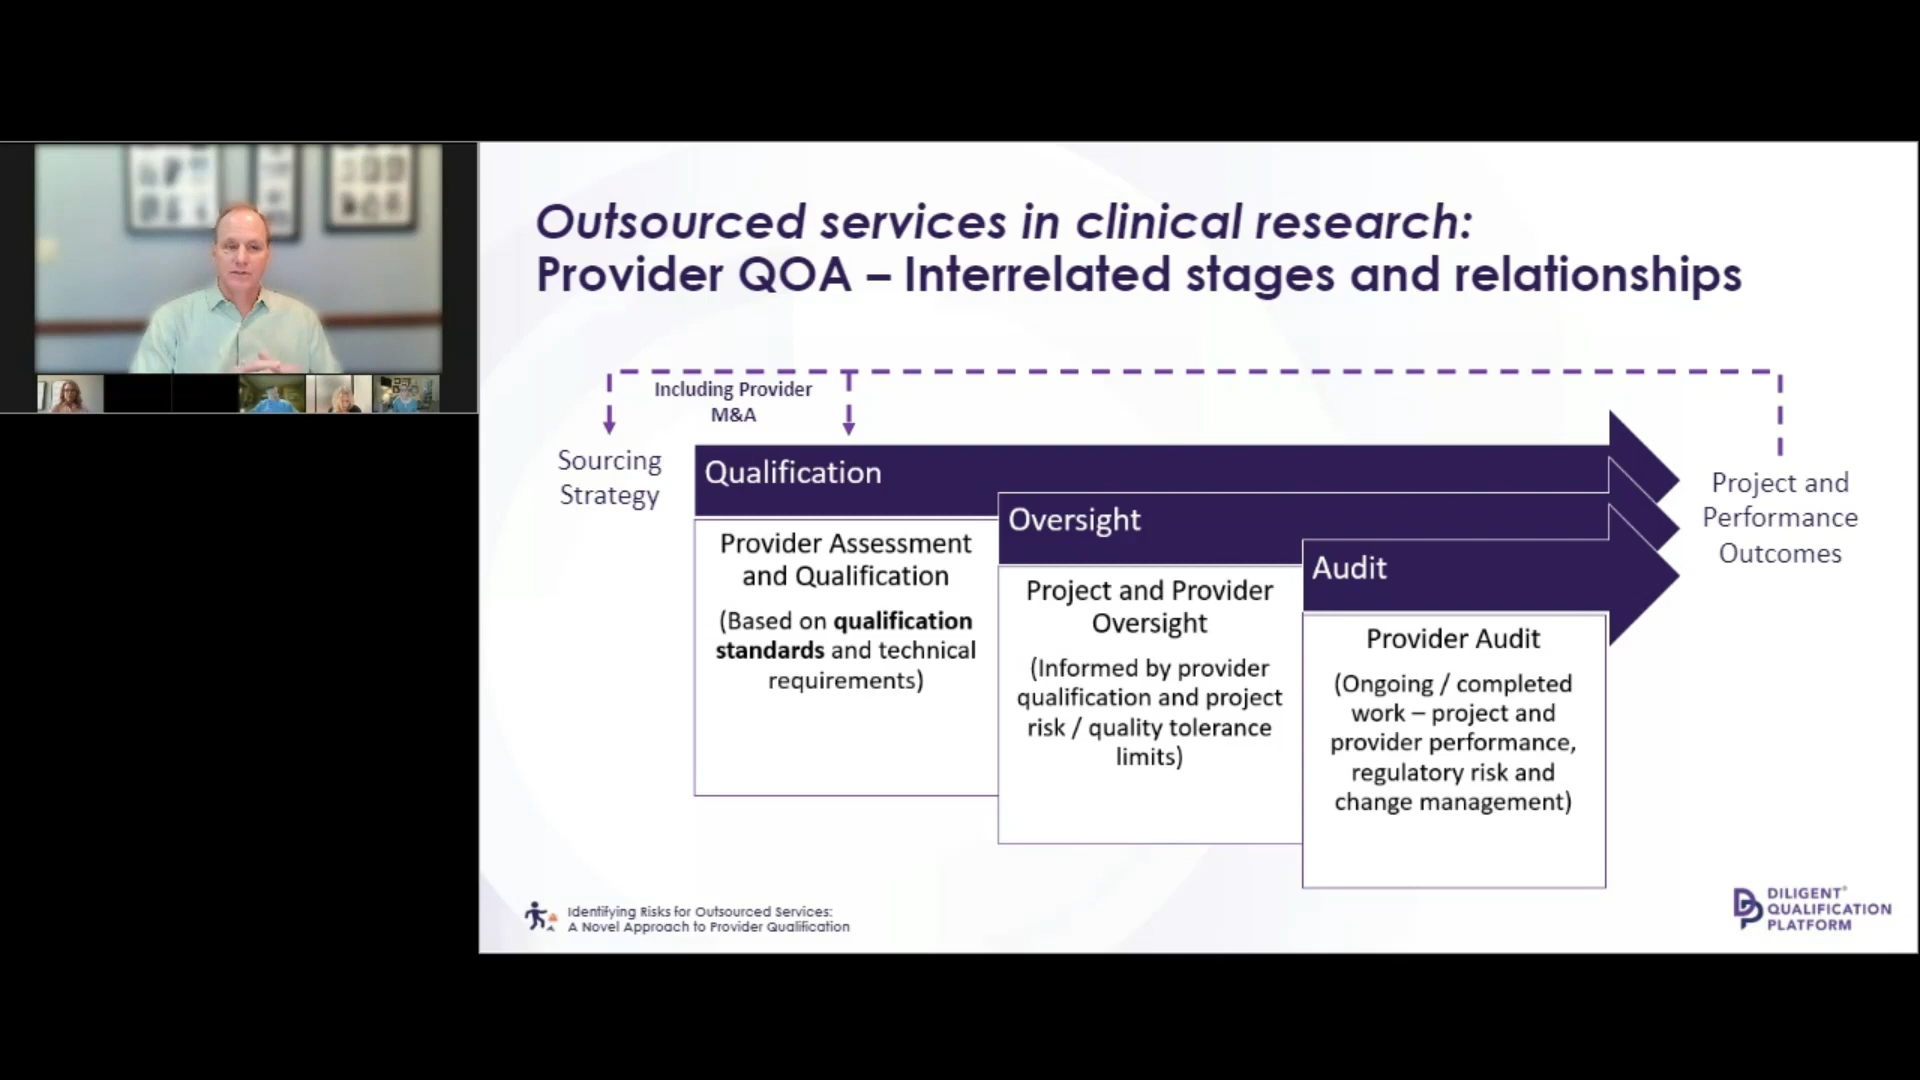 Outsourced services in clinical research:
Provider QOA – Interrelated stages and relationships
Including Provider
M&A
Sourcing
Strategy
Qualification
Provider Assessment
and Qualification
(Based on qualification
standards and technical
requirements)
Oversight
Project and Provider
Oversight
(Informed by provider
qualification and project
risk / quality tolerance
limits)
Audit
Provider Audit
(Ongoing / completed
work – project and
provider performance,
regulatory risk and
change management)
Project and
Performance
Outcomes
Identifying Risks for Outsourced Services:
A Novel Approach to Provider Qualification
DILIGENT®
QUALIFICATION
PLATFORM